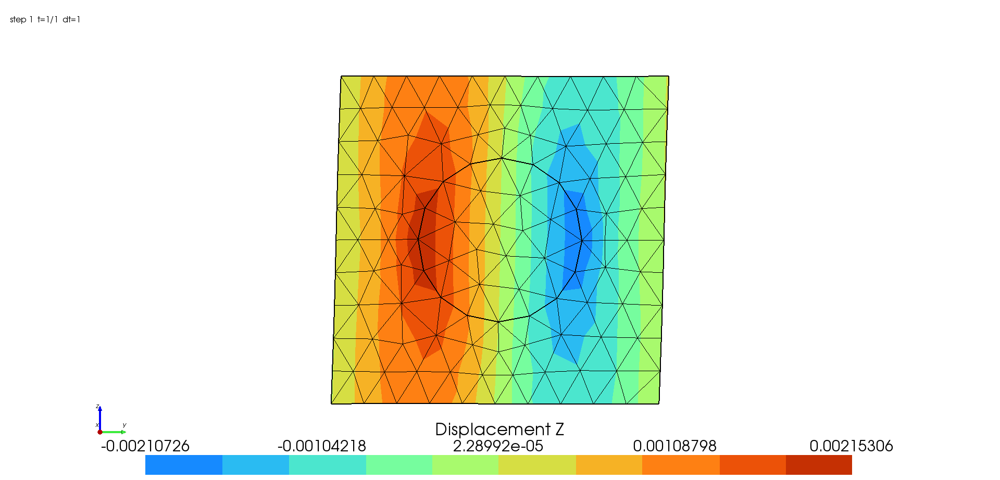 step 1 t=1/1 dt=1
z
x y
Displacement Z
-0.00210726 -0.00104218 2.28992e-05 0.00108798 0.00215306